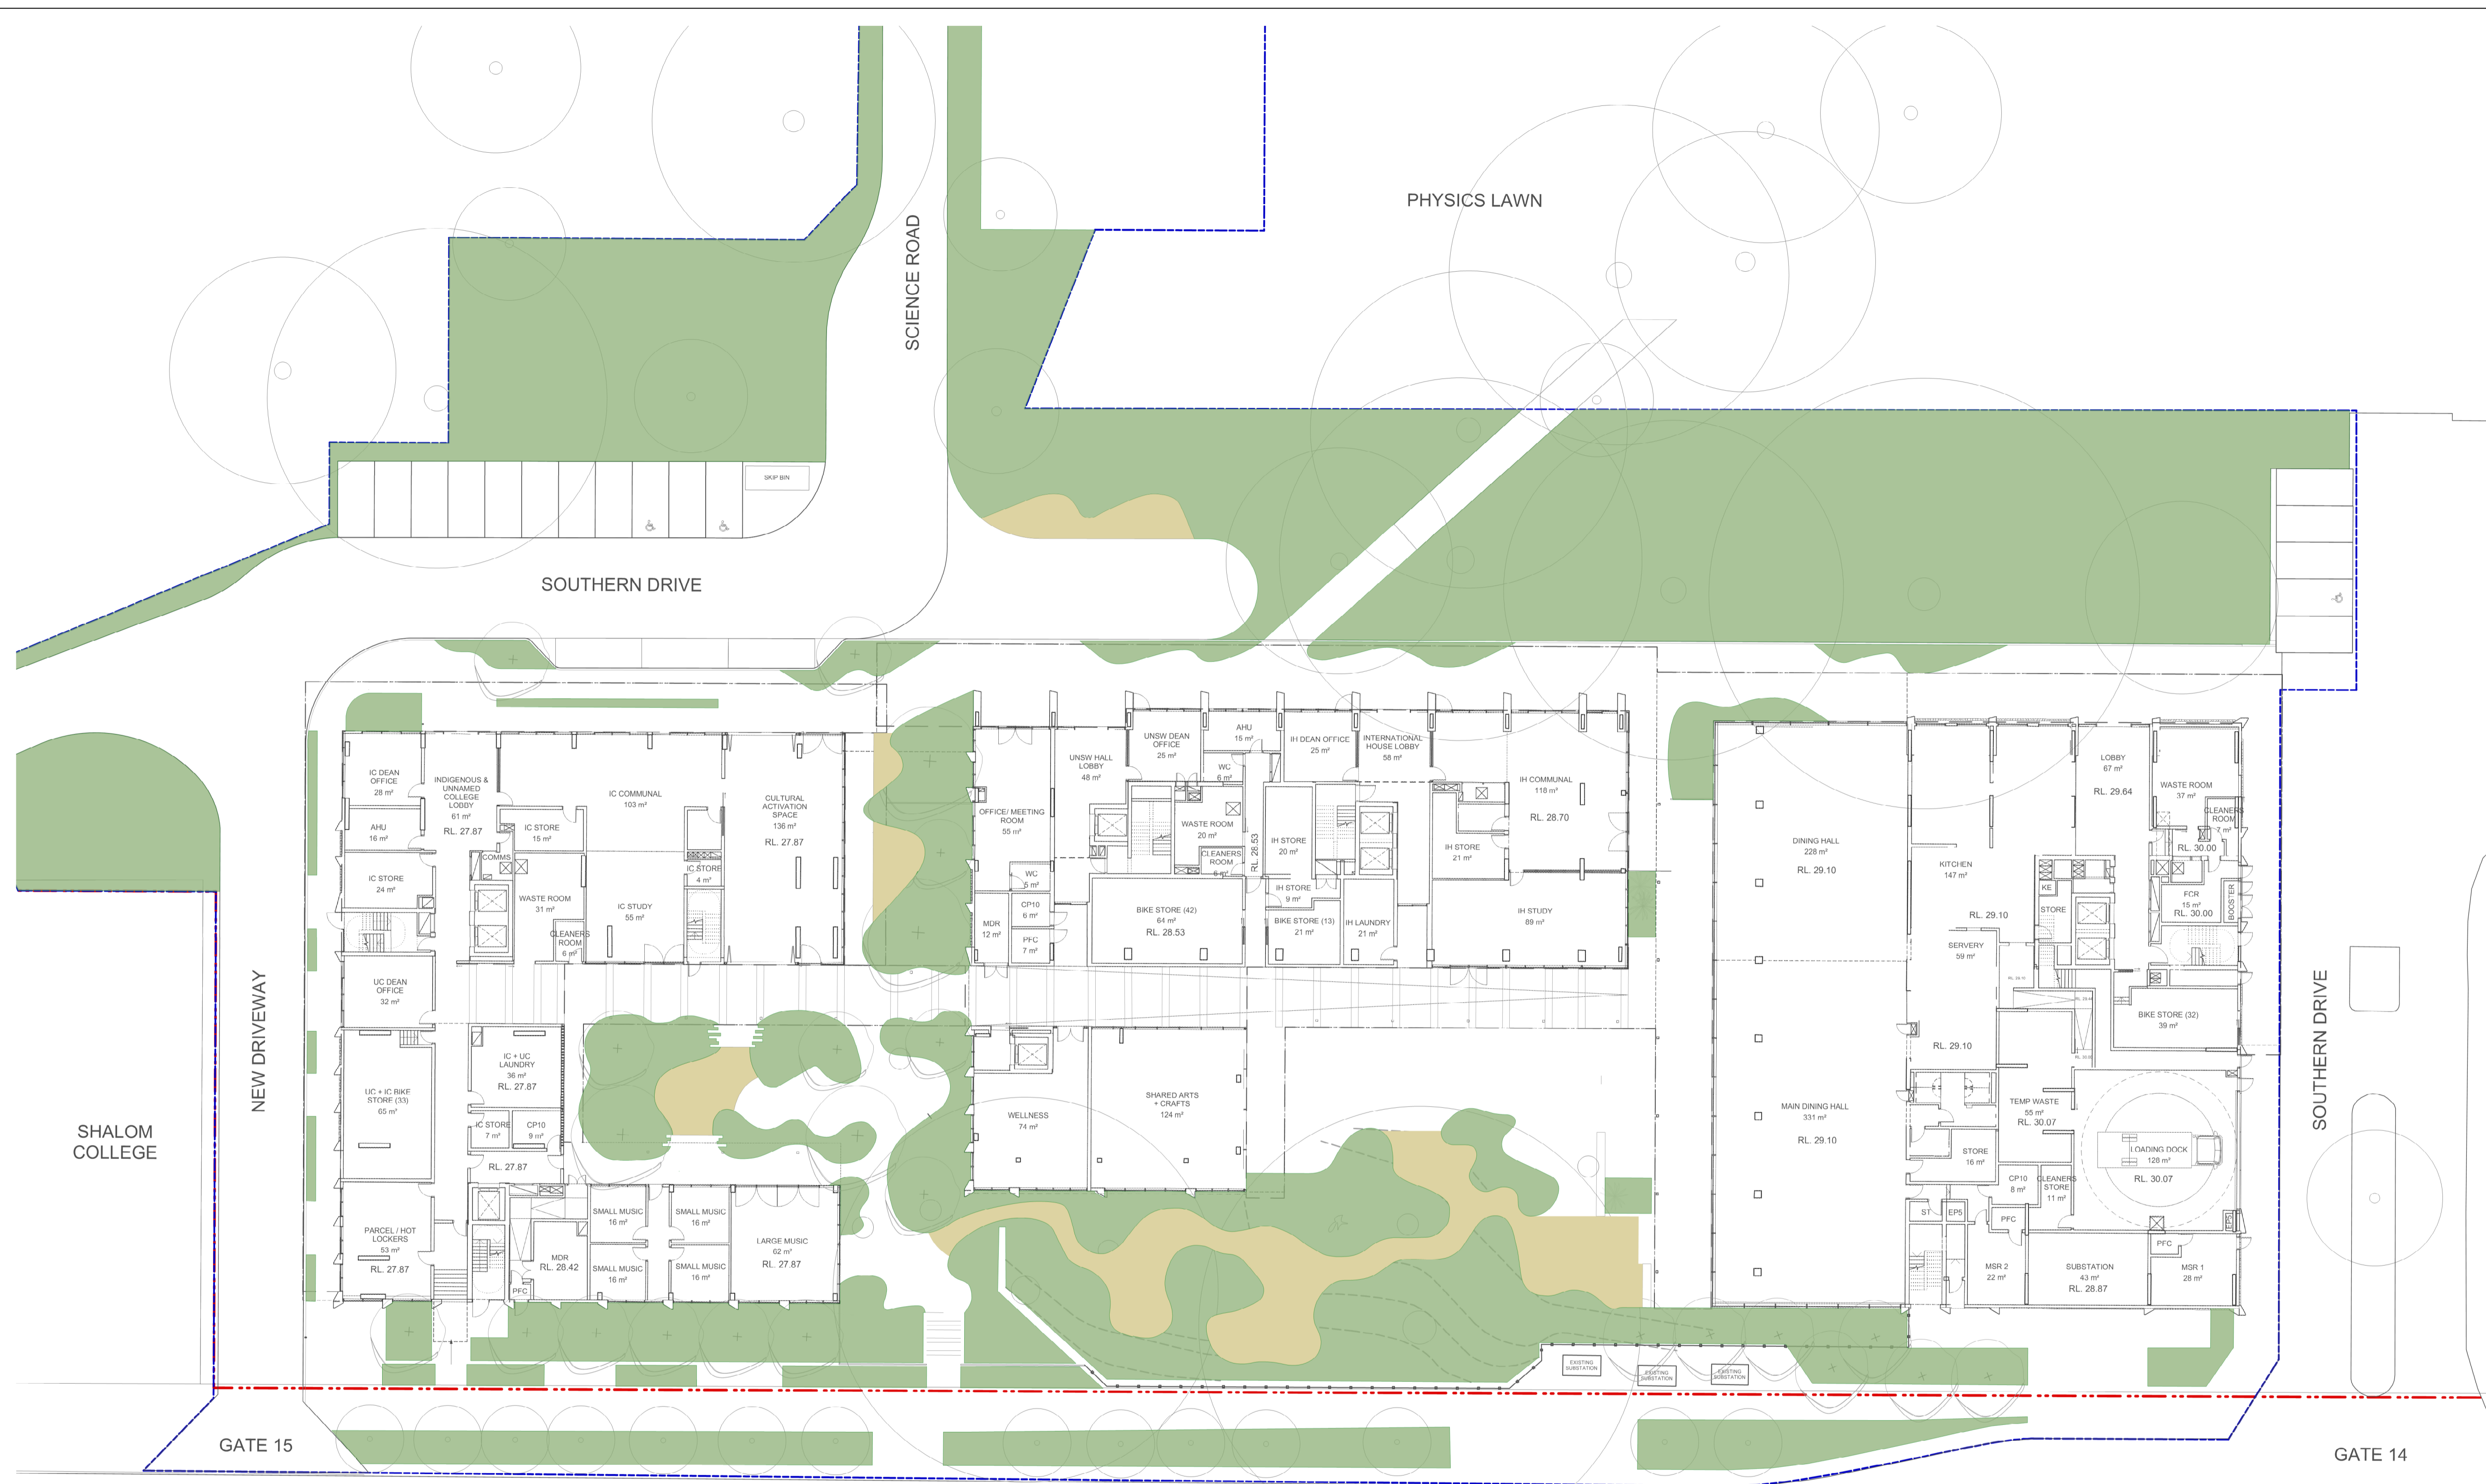 PHYSICS LAWN
SCIENCE ROAD
SKIP BIN
SOUTHERN DRIVE
IC DEAN
OFFICE
28 m²
AHU
16 m²
IC STORE
24 m²
INDIGENOUS &
UNNAMED
COLLEGE
LOBBY
61 m²
RL. 27.87
COMMS
IC STORE
15 m²
WASTE ROOM
31 m²
CLEANERS
ROOM
6 m²
IC COMMUNAL
103 m²
IC STUDY
55 m²
IC STORE
4 m²
CULTURAL
ACTIVATION
SPACE
136 m²
RL. 27.87
UC DEAN
OFFICE
32 m²
UC + IC BIKE
STORE (33)
65 m²
IC + UC
LAUNDRY
36 m²
RL. 27.87
IC STORE
7 m²
CP10
9 m²
RL. 27.87
PARCEL / HOT
LOCKERS
53 m²
RL. 27.87
MDR
RL. 28.42
PFC
SMALL MUSIC
16 m²
SMALL MUSIC
16 m²
SMALL MUSIC
16 m²
SMALL MUSIC
16 m²
LARGE MUSIC
62 m²
RL. 27.87
OFFICE/ MEETING
ROOM
55 m²
WC
5 m²
MDR
12 m²
CP10
6 m²
PFC
7 m²
UNSW HALL
LOBBY
48 m²
UNSW DEAN
OFFICE
25 m²
AHU
15 m²
WC
6 m²
WASTE ROOM
20 m²
CLEANERS
ROOM
6 m²
RL. 28.53
BIKE STORE (42)
64 m²
RL. 28.53
IH DEAN OFFICE
25 m²
INTERNATIONAL
HOUSE LOBBY
58 m²
IH STORE
20 m²
IH STORE
9 m²
BIKE STORE (13)
21 m²
IH LAUNDRY
21 m²
IH COMMUNAL
118 m²
RL. 28.70
IH STORE
21 m²
IH STUDY
89 m²
WELLNESS
74 m²
SHARED ARTS
+ CRAFTS
124 m²
DINING HALL
228 m²
RL. 29.10
MAIN DINING HALL
331 m²
RL. 29.10
KITCHEN
147 m²
RL. 29.10
SERVERY
59 m²
RL. 29.10
RL. 29.10
LOBBY
67 m²
RL. 29.64
WASTE ROOM
37 m²
CLEANERS
ROOM
7 m²
RL. 30.00
KE
STORE
FCR
15 m²
RL. 30.00
BOOSTER
BIKE STORE (32)
39 m²
TEMP WASTE
55 m²
RL. 30.07
LOADING DOCK
128 m²
RL. 30.07
STORE
16 m²
CP10
8 m²
CLEANERS
STORE
11 m²
ST
EP5
PFC
EPS
MSR 2
22 m²
SUBSTATION
43 m²
RL. 28.87
PFC
MSR 1
28 m²
EXISTING
SUBSTATION
EXISTING
SUBSTATION
EXISTING
SUBSTATION
NEW DRIVEWAY
SHALOM
COLLEGE
SOUTHERN DRIVE
GATE 15
GATE 14